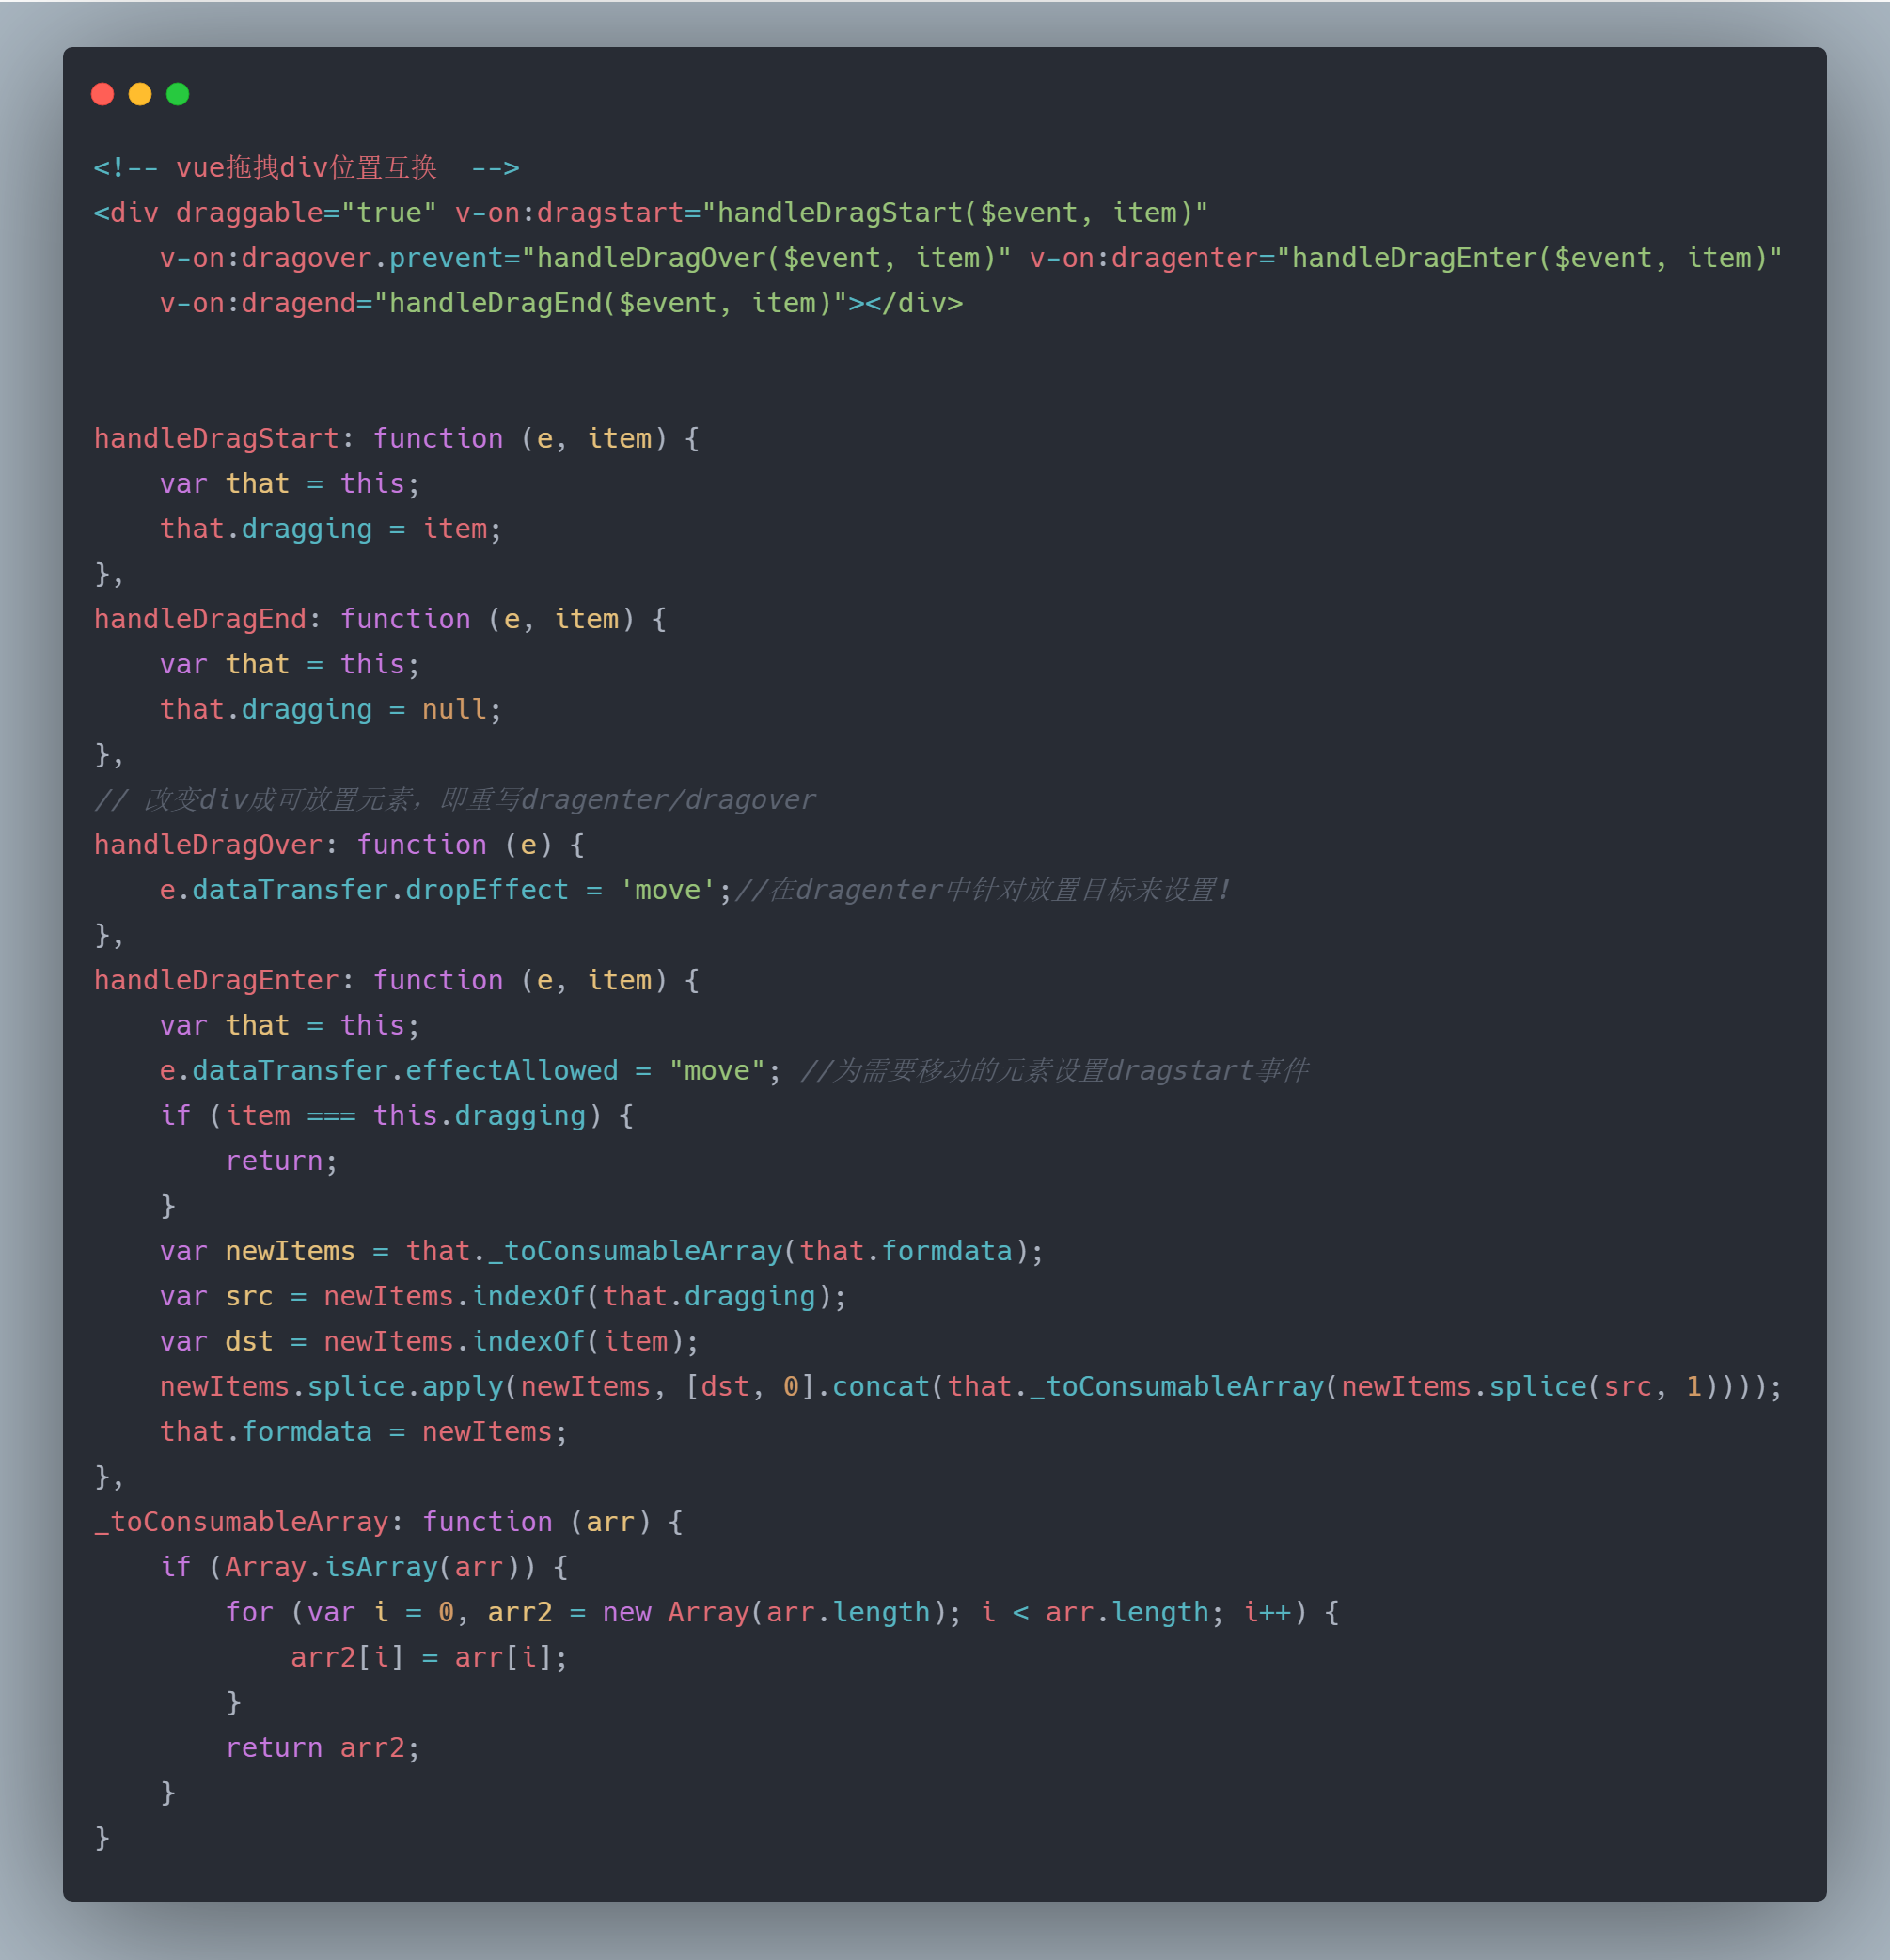 <!-- vue拖拽div位置互换  -->
<div draggable="true" v-on:dragstart="handleDragStart($event, item)"
    v-on:dragover.prevent="handleDragOver($event, item)" v-on:dragenter="handleDragEnter($event, item)"
    v-on:dragend="handleDragEnd($event, item)"></div>
handleDragStart: function (e, item) {
    var that = this;
    that.dragging = item;
},
handleDragEnd: function (e, item) {
    var that = this;
    that.dragging = null;
},
// 改变div成可放置元素，即重写dragenter/dragover
handleDragOver: function (e) {
    e.dataTransfer.dropEffect = 'move';//在dragenter中针对放置目标来设置!
},
handleDragEnter: function (e, item) {
    var that = this;
    e.dataTransfer.effectAllowed = "move"; //为需要移动的元素设置dragstart事件
    if (item === this.dragging) {
        return;
    }
    var newItems = that._toConsumableArray(that.formdata);
    var src = newItems.indexOf(that.dragging);
    var dst = newItems.indexOf(item);
    newItems.splice.apply(newItems, [dst, 0].concat(that._toConsumableArray(newItems.splice(src, 1))));
    that.formdata = newItems;
},
_toConsumableArray: function (arr) {
    if (Array.isArray(arr)) {
        for (var i = 0, arr2 = new Array(arr.length); i < arr.length; i++) {
            arr2[i] = arr[i];
        }
        return arr2;
    }
}